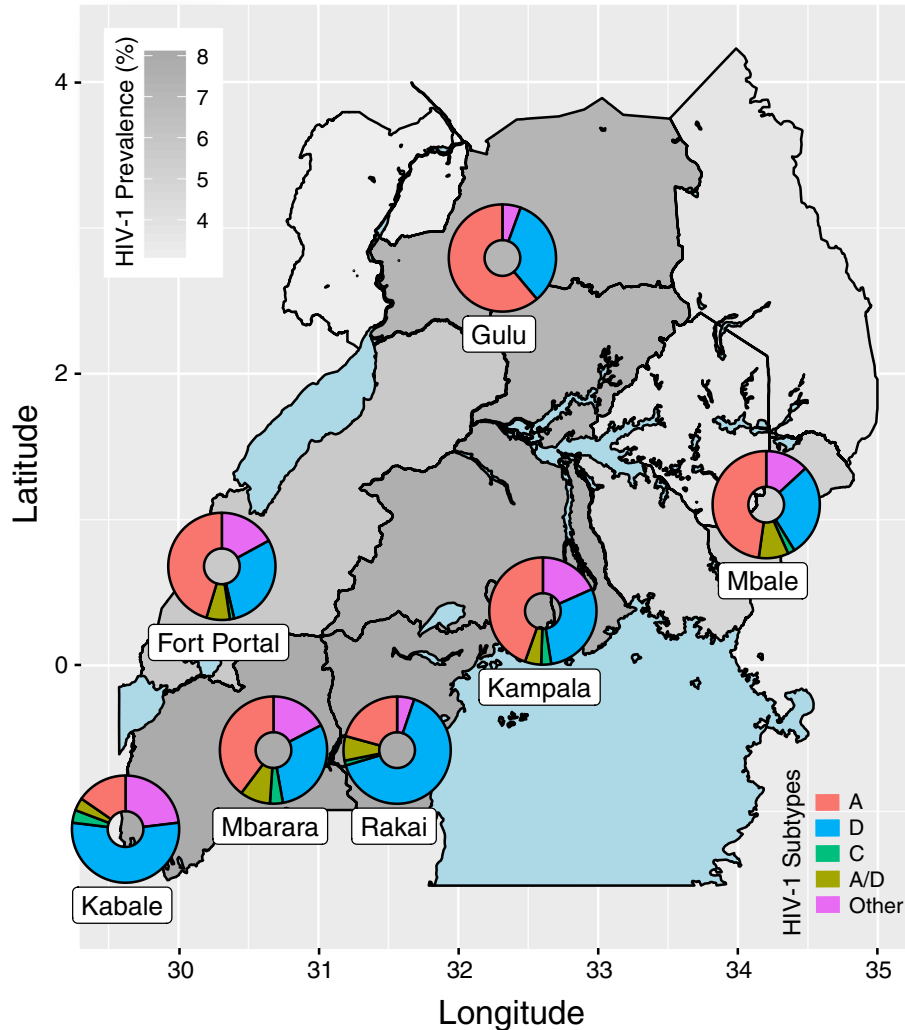 HIV-1 Prevalence (%)
8
7
6
5
4
4
2
0
Latitude
Gulu
Mbale
Fort Portal
Kampala
Mbarara
Rakai
Kabale
HIV-1 Subtypes
A
D
C
A/D
Other
30
31
32
33
34
35
Longitude